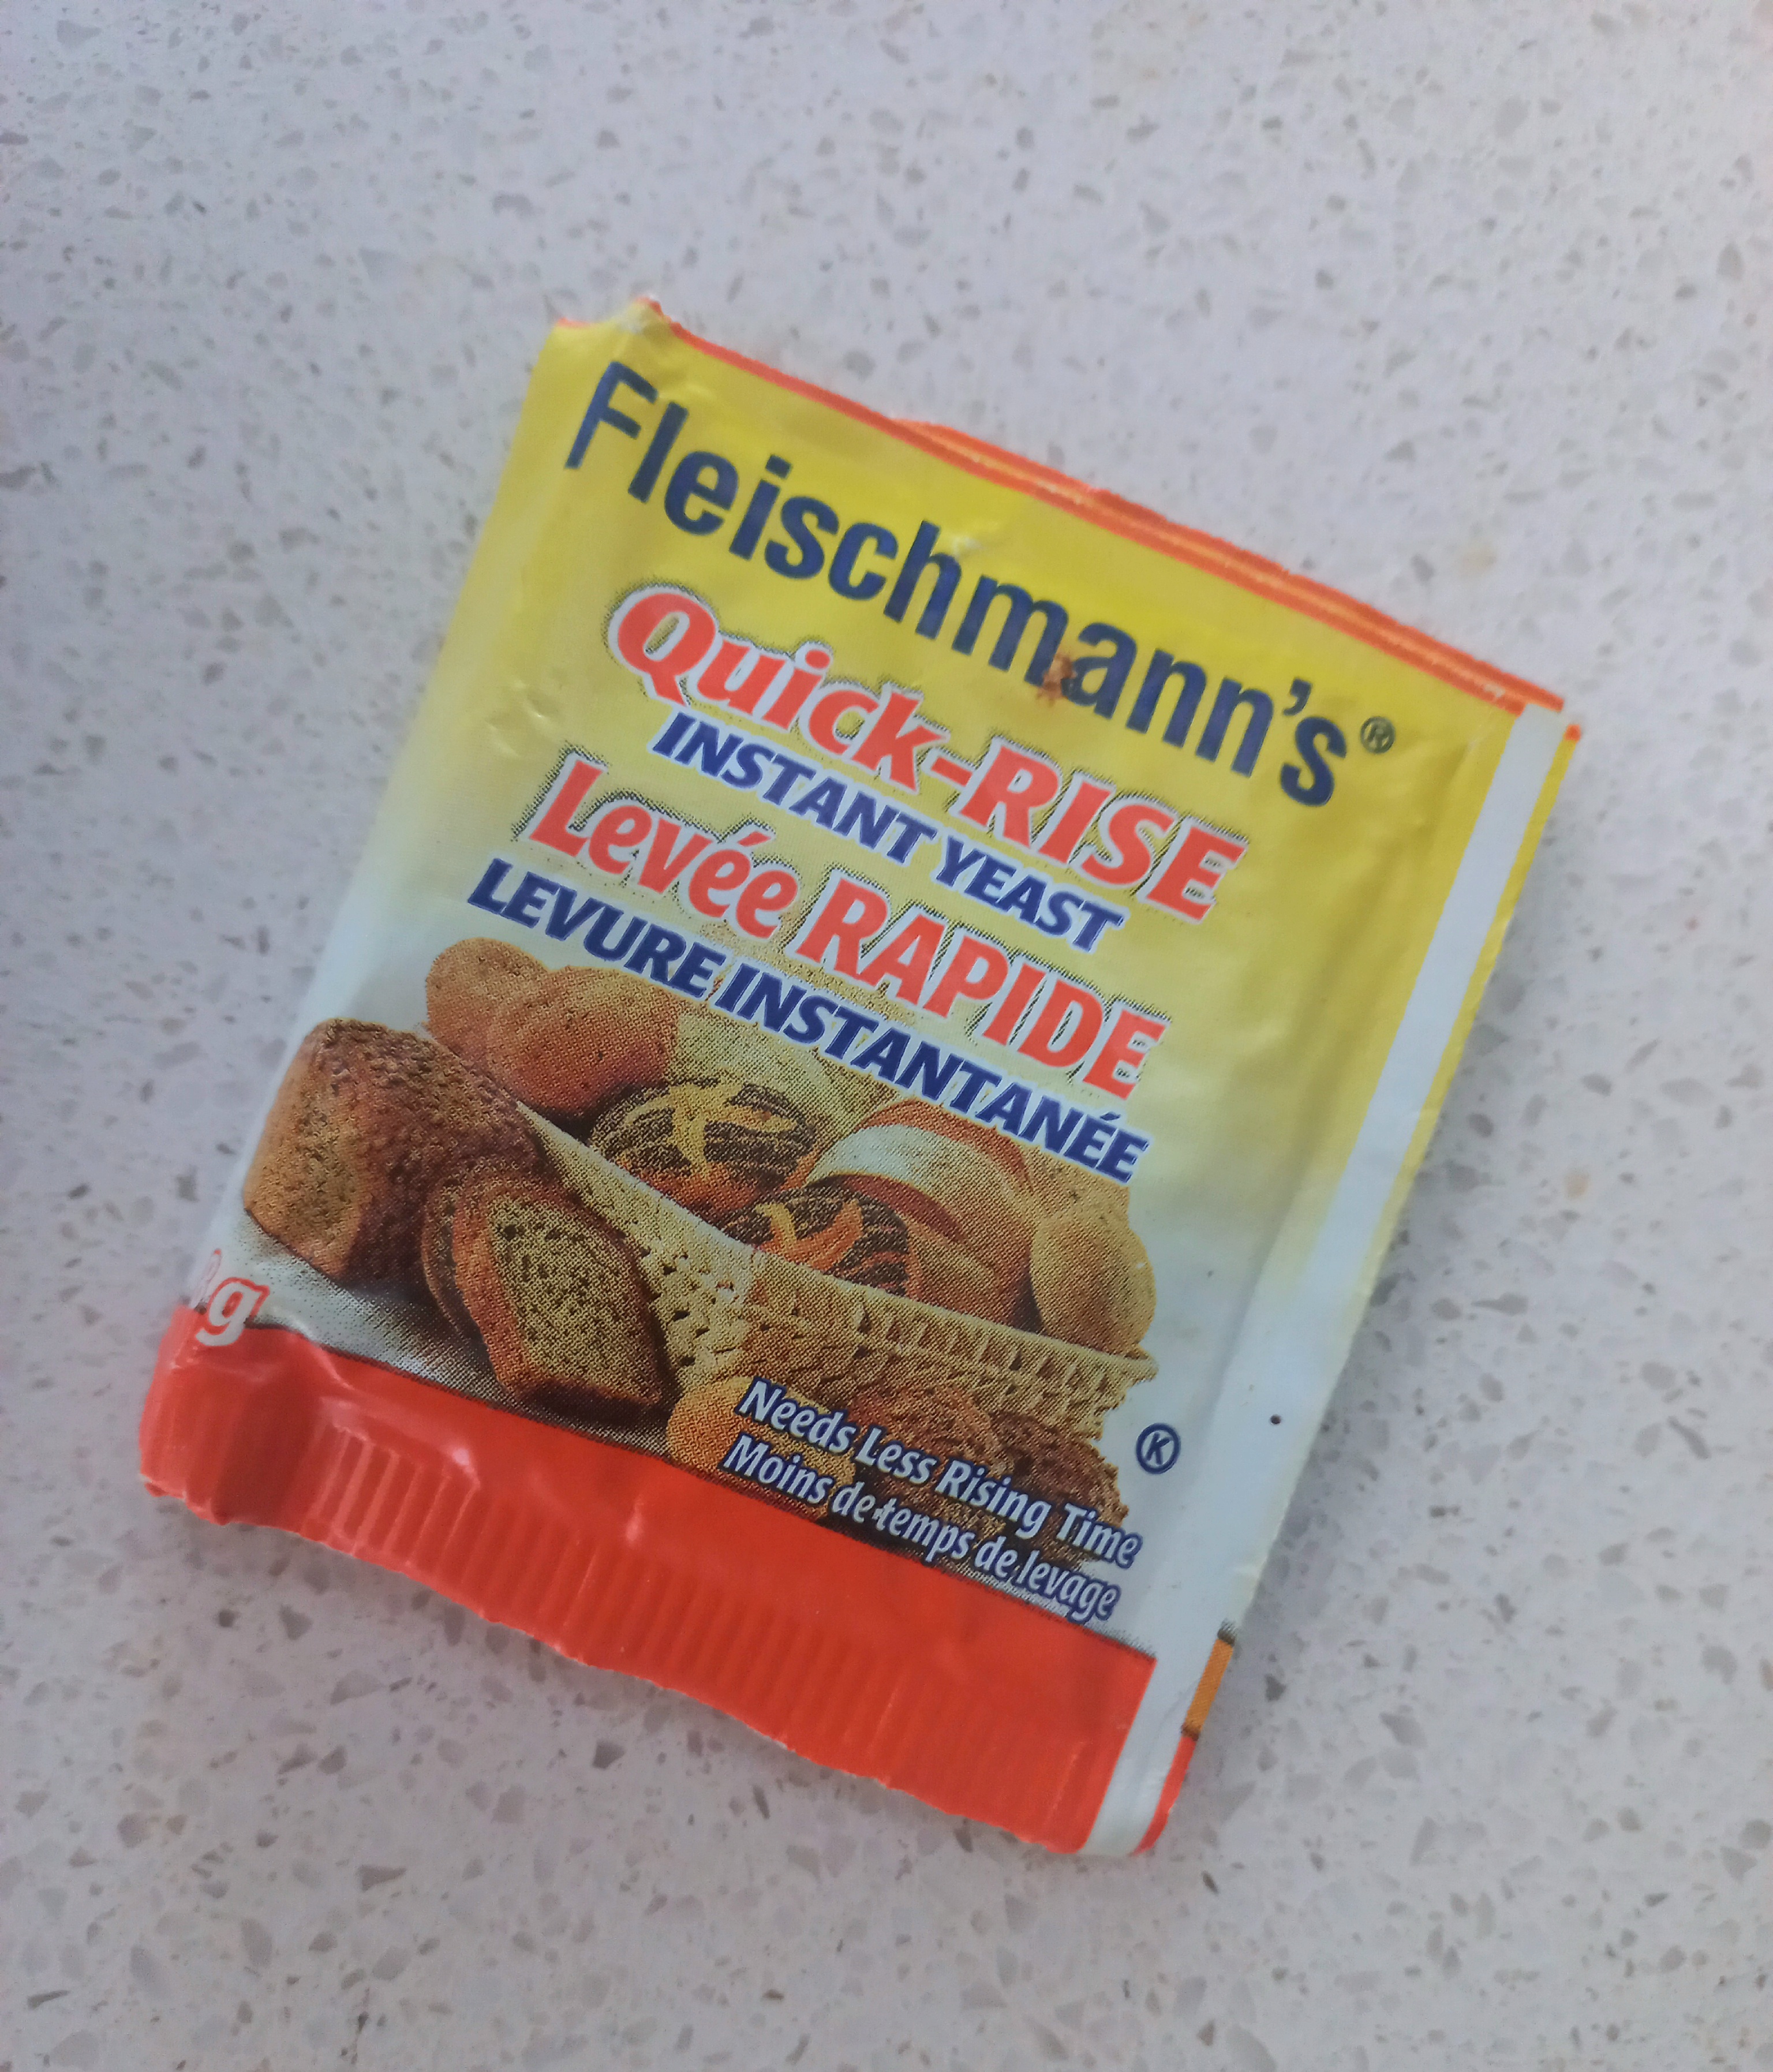 Fleischmann's®
Quick-RISE
INSTANT YEAST
Levée RAPIDE
LEVURE INSTANTANÉE
g
Needs Less Rising Time
Moins de temps de levage
K